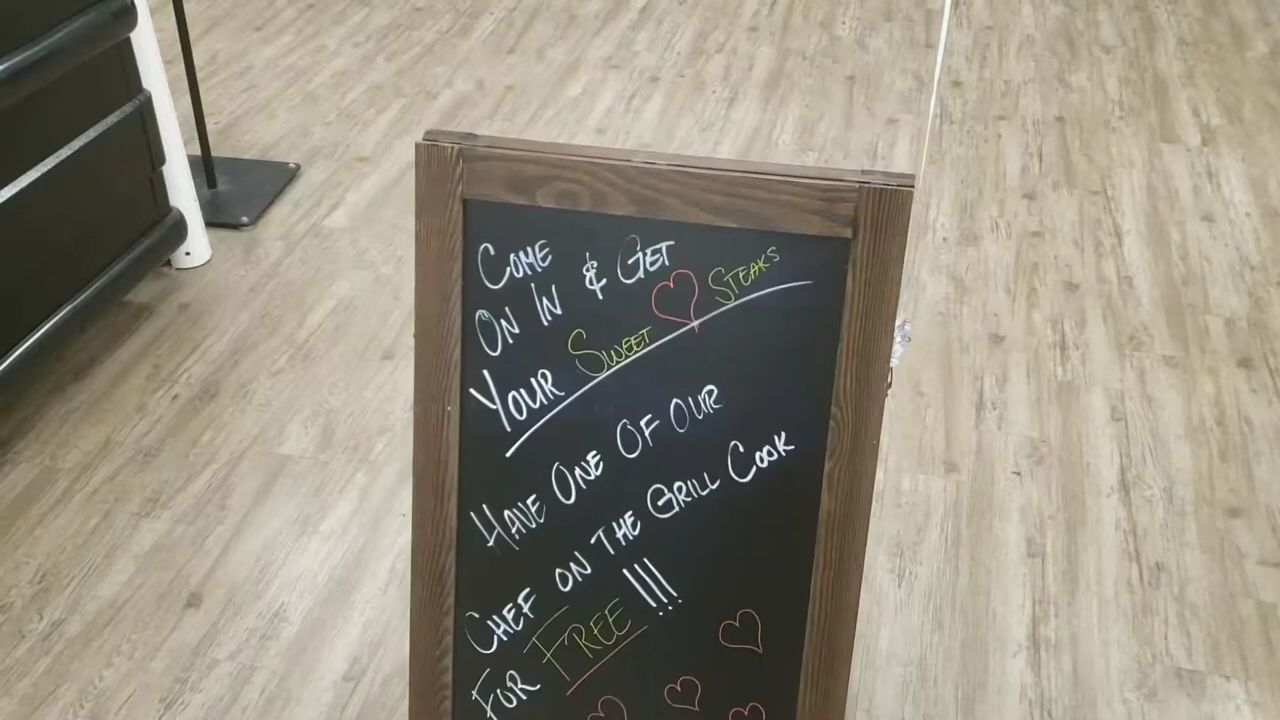 COME
ON IN & GET
YOUR SWEET STEAKS
HAVE ONE OF OUR
CHEF ON THE GRILL COOK
FOR FREE !!!